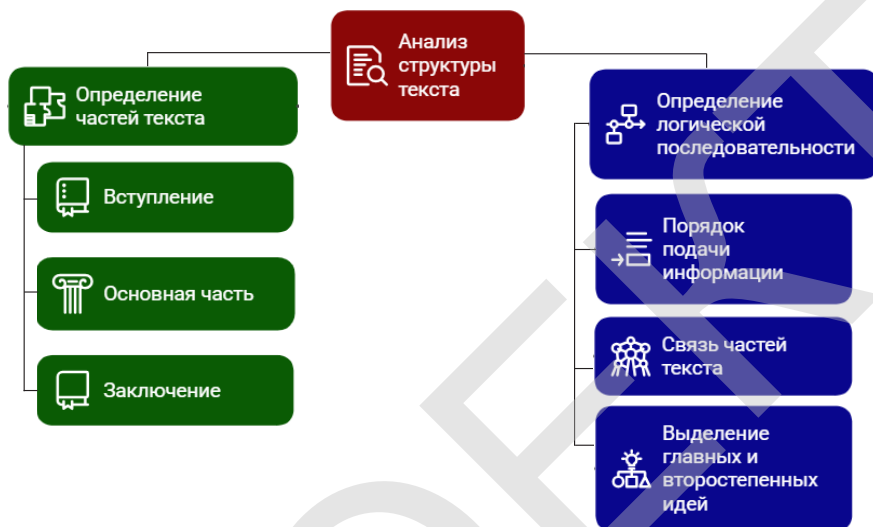 Анализ
структуры
текста
Определение
частей текста
Вступление
Основная часть
Заключение
Определение
логической
последовательности
Порядок
подачи
информации
Связь частей
текста
Выделение
главных и
второстепенных
идей